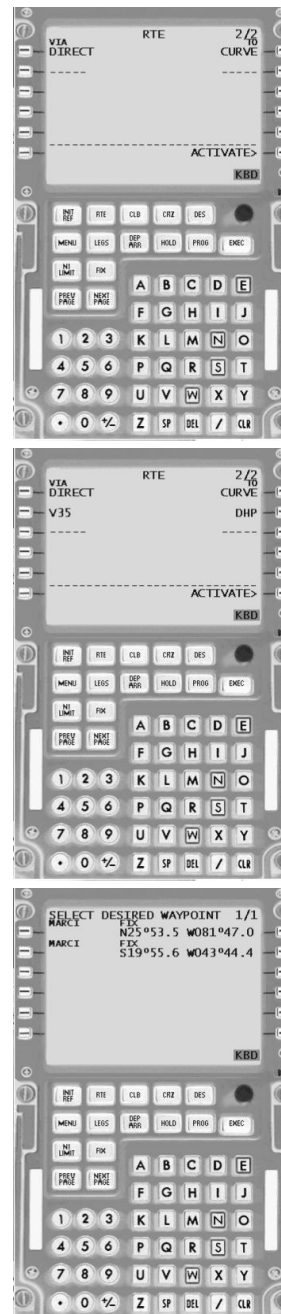 RTE 2/2
VIA TO
DIRECT CURVE
----- -----
ACTIVATE>
KBD
INIT REF RTE CLB CRZ DES
MENU LEGS DEP ARR HOLD PROG EXEC
N1 LIMIT FIX
PREV PAGE NEXT PAGE A B C D E
F G H I J
1 2 3 K L M N O
4 5 6 P Q R S T
7 8 9 U V W X Y
. 0 +/- Z SP DEL / CLR
RTE 2/2
VIA TO
DIRECT CURVE
V35 DHP
----- -----
ACTIVATE>
KBD
INIT REF RTE CLB CRZ DES
MENU LEGS DEP ARR HOLD PROG EXEC
N1 LIMIT FIX
PREV PAGE NEXT PAGE A B C D E
F G H I J
1 2 3 K L M N O
4 5 6 P Q R S T
7 8 9 U V W X Y
. 0 +/- Z SP DEL / CLR
SELECT DESIRED WAYPOINT 1/1
MARCI FIX
N25°53.5 W081°47.0
MARCI FIX
S19°55.6 W043°44.4
KBD
INIT REF RTE CLB CRZ DES
MENU LEGS DEP ARR HOLD PROG EXEC
N1 LIMIT FIX
PREV PAGE NEXT PAGE A B C D E
F G H I J
1 2 3 K L M N O
4 5 6 P Q R S T
7 8 9 U V W X Y
. 0 +/- Z SP DEL / CLR